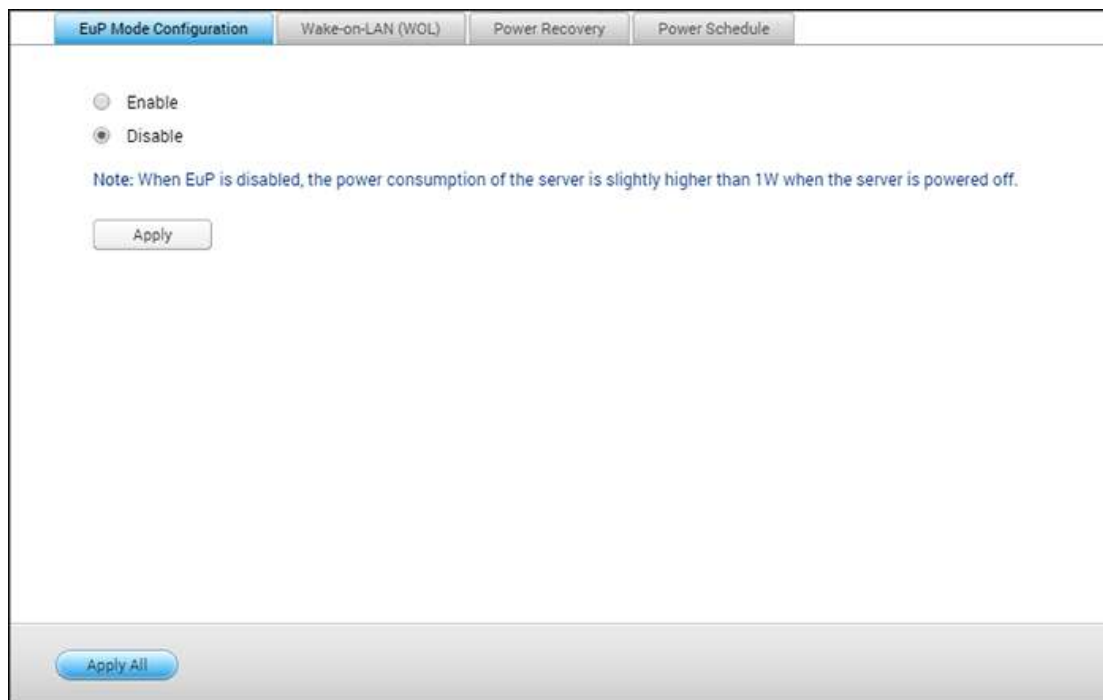 EuP Mode Configuration Wake-on-LAN (WOL) Power Recovery Power Schedule
Enable
Disable
Note: When EuP is disabled, the power consumption of the server is slightly higher than 1W when the server is powered off.
Apply
Apply All